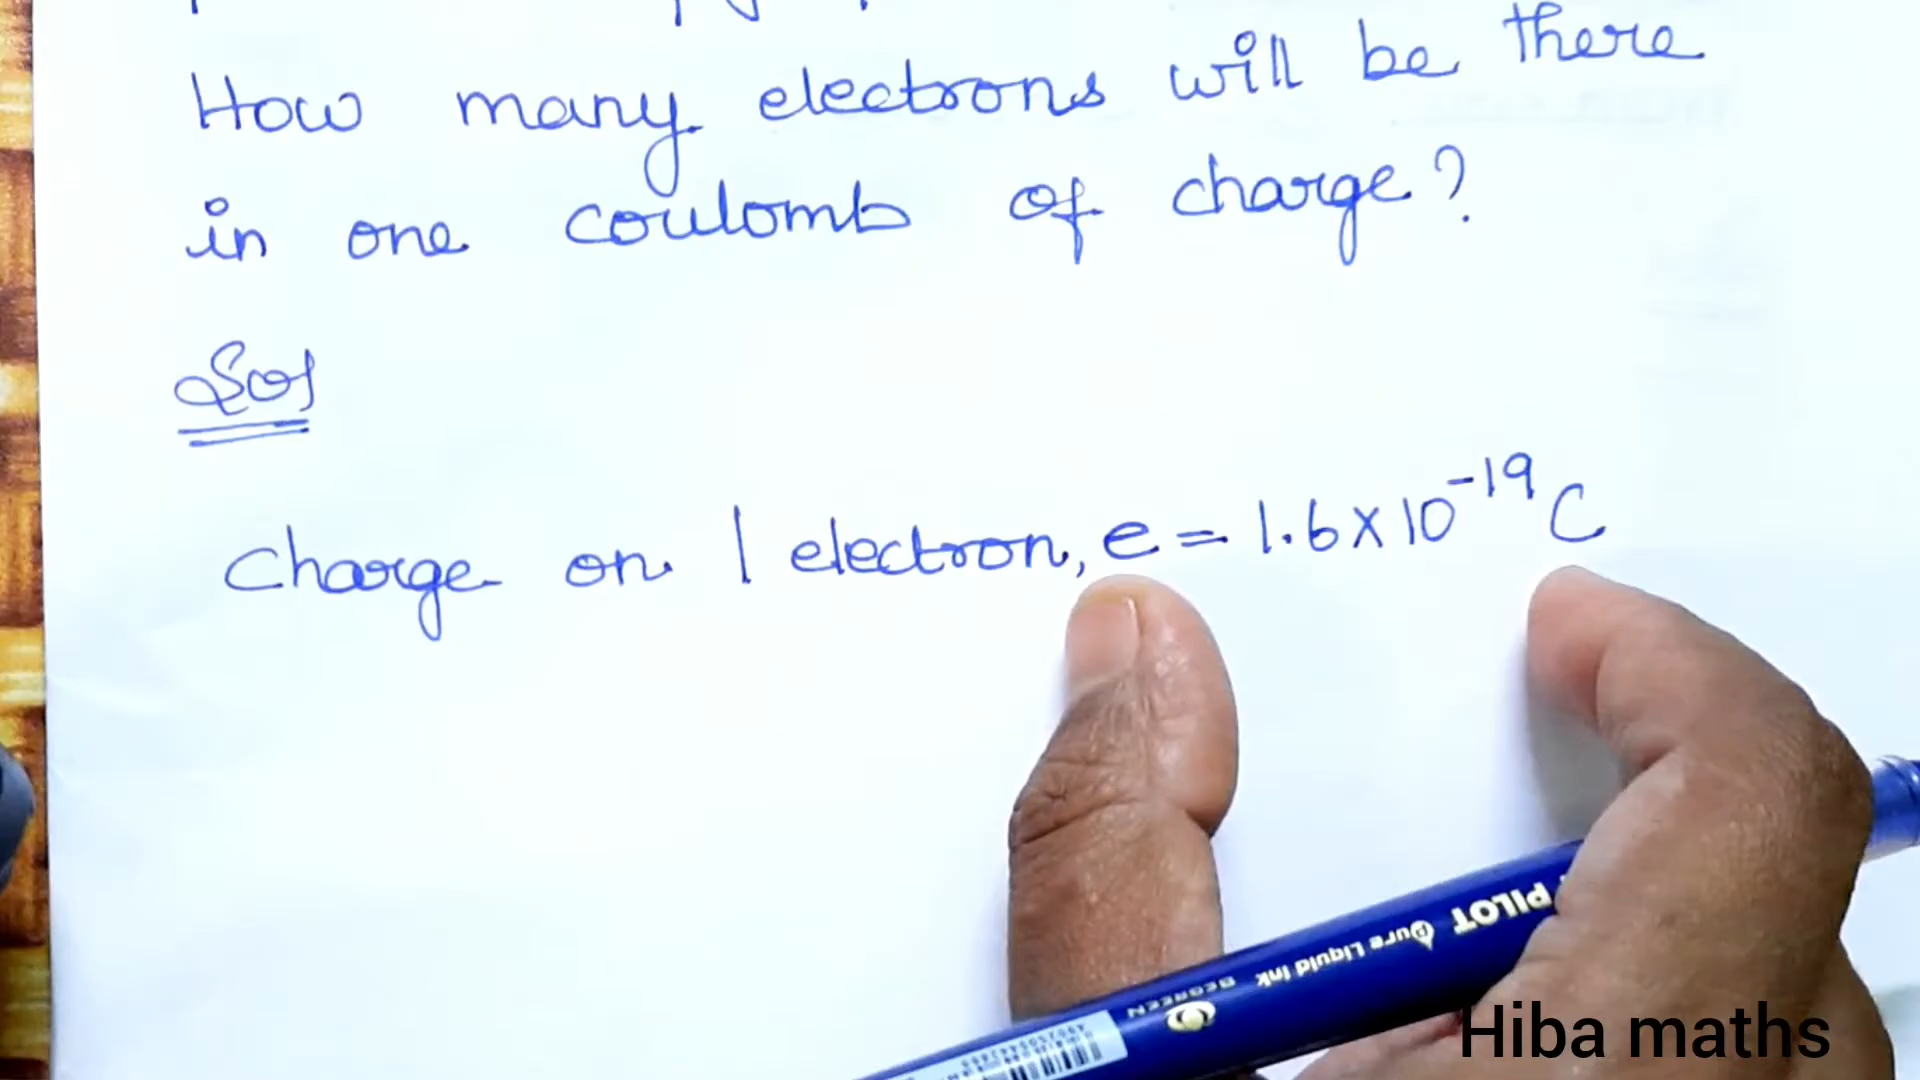 How many electrons will be there
in one coulomb of charge?
Sol
Charge on 1 electron, e = 1.6 × 10⁻¹⁹ C
PILOT Pure Liquid Ink
BEGREEN
Hiba maths